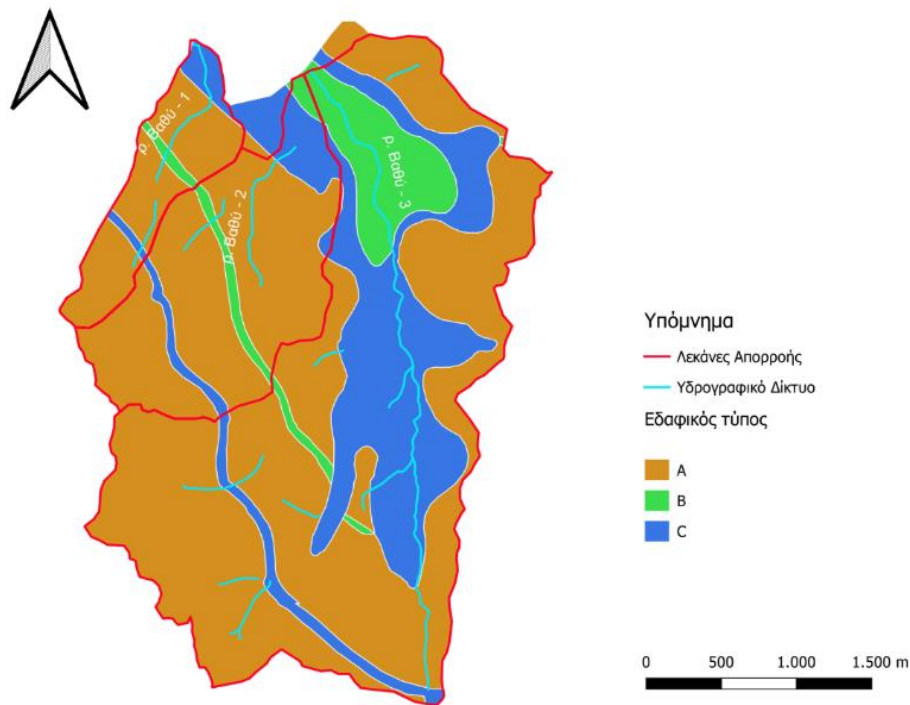 ρ. Βαθύ - 1
ρ. Βαθύ - 2
ρ. Βαθύ - 3
Υπόμνημα
Λεκάνες Απορροής
Υδρογραφικό Δίκτυο
Εδαφικός τύπος
A
B
C
0 500 1.000 1.500 m